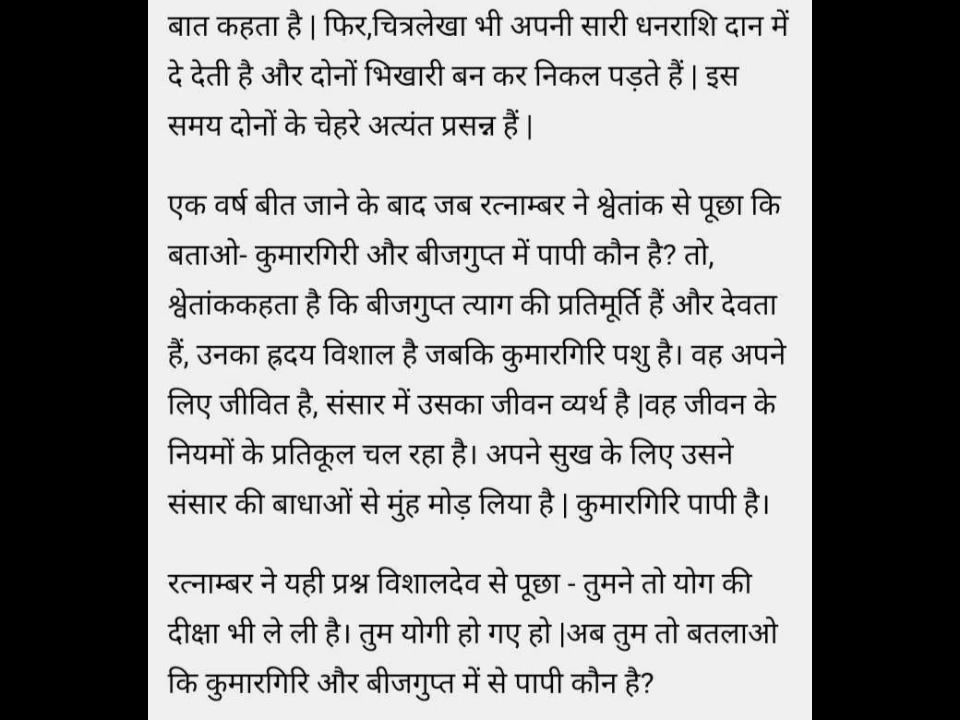 बात कहता है | फिर,चित्रलेखा भी अपनी सारी धनराशि दान में
दे देती है और दोनों भिखारी बन कर निकल पड़ते हैं | इस
समय दोनों के चेहरे अत्यंत प्रसन्न हैं |
एक वर्ष बीत जाने के बाद जब रत्नाम्बर ने श्वेतांक से पूछा कि
बताओ- कुमारगिरी और बीजगुप्त में पापी कौन है? तो,
श्वेतांककहता है कि बीजगुप्त त्याग की प्रतिमूर्ति हैं और देवता
हैं, उनका ह्रदय विशाल है जबकि कुमारगिरि पशु है। वह अपने
लिए जीवित है, संसार में उसका जीवन व्यर्थ है |वह जीवन के
नियमों के प्रतिकूल चल रहा है। अपने सुख के लिए उसने
संसार की बाधाओं से मुंह मोड़ लिया है | कुमारगिरि पापी है।
रत्नाम्बर ने यही प्रश्न विशालदेव से पूछा - तुमने तो योग की
दीक्षा भी ले ली है। तुम योगी हो गए हो |अब तुम तो बतलाओ
कि कुमारगिरि और बीजगुप्त में से पापी कौन है?